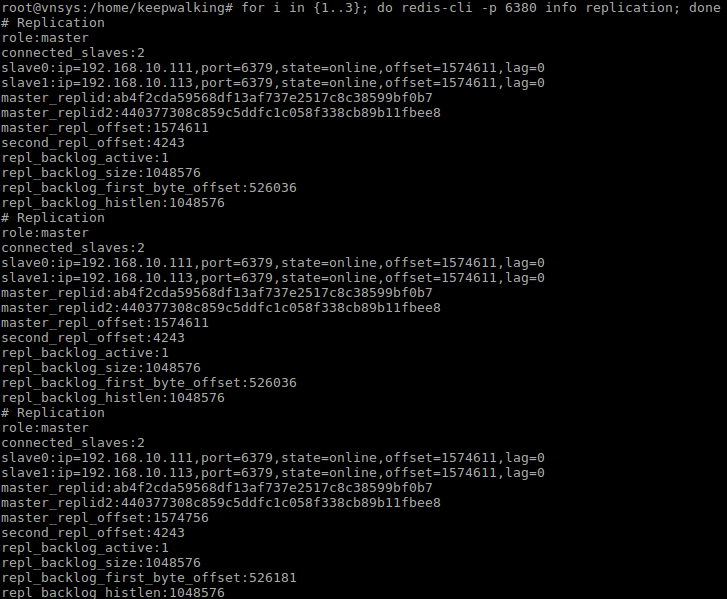 root@vnsys:/home/keepwalking# for i in {1..3}; do redis-cli -p 6380 info replication; done
# Replication
role:master
connected_slaves:2
slave0:ip=192.168.10.111,port=6379,state=online,offset=1574611,lag=0
slave1:ip=192.168.10.113,port=6379,state=online,offset=1574611,lag=0
master_replid:ab4f2cda59568df13af737e2517c8c38599bf0b7
master_replid2:440377308c859c5ddfc1c058f338cb89b11fbee8
master_repl_offset:1574611
second_repl_offset:4243
repl_backlog_active:1
repl_backlog_size:1048576
repl_backlog_first_byte_offset:526036
repl_backlog_histlen:1048576
# Replication
role:master
connected_slaves:2
slave0:ip=192.168.10.111,port=6379,state=online,offset=1574611,lag=0
slave1:ip=192.168.10.113,port=6379,state=online,offset=1574611,lag=0
master_replid:ab4f2cda59568df13af737e2517c8c38599bf0b7
master_replid2:440377308c859c5ddfc1c058f338cb89b11fbee8
master_repl_offset:1574611
second_repl_offset:4243
repl_backlog_active:1
repl_backlog_size:1048576
repl_backlog_first_byte_offset:526036
repl_backlog_histlen:1048576
# Replication
role:master
connected_slaves:2
slave0:ip=192.168.10.111,port=6379,state=online,offset=1574611,lag=0
slave1:ip=192.168.10.113,port=6379,state=online,offset=1574611,lag=0
master_replid:ab4f2cda59568df13af737e2517c8c38599bf0b7
master_replid2:440377308c859c5ddfc1c058f338cb89b11fbee8
master_repl_offset:1574756
second_repl_offset:4243
repl_backlog_active:1
repl_backlog_size:1048576
repl_backlog_first_byte_offset:526181
repl_backlog_histlen:1048576